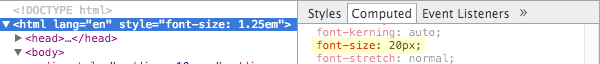 <!DOCTYPE html>
<html lang="en" style="font-size: 1.25em">
<head>…</head>
<body>
Styles Computed Event Listeners »
font-kerning: auto;
font-size: 20px;
font-stretch: normal;